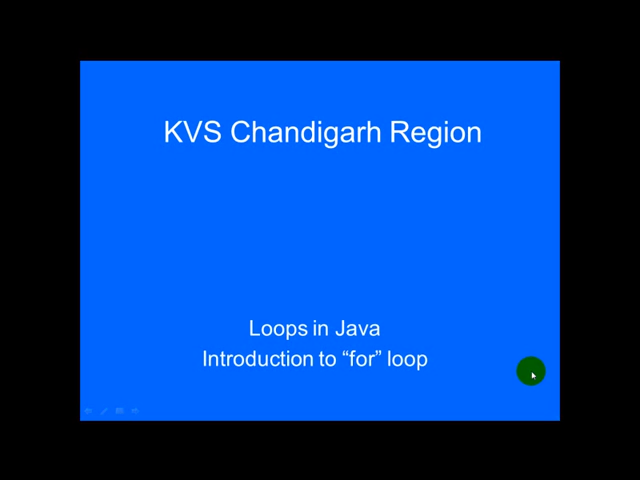 KVS Chandigarh Region
Loops in Java
Introduction to “for” loop